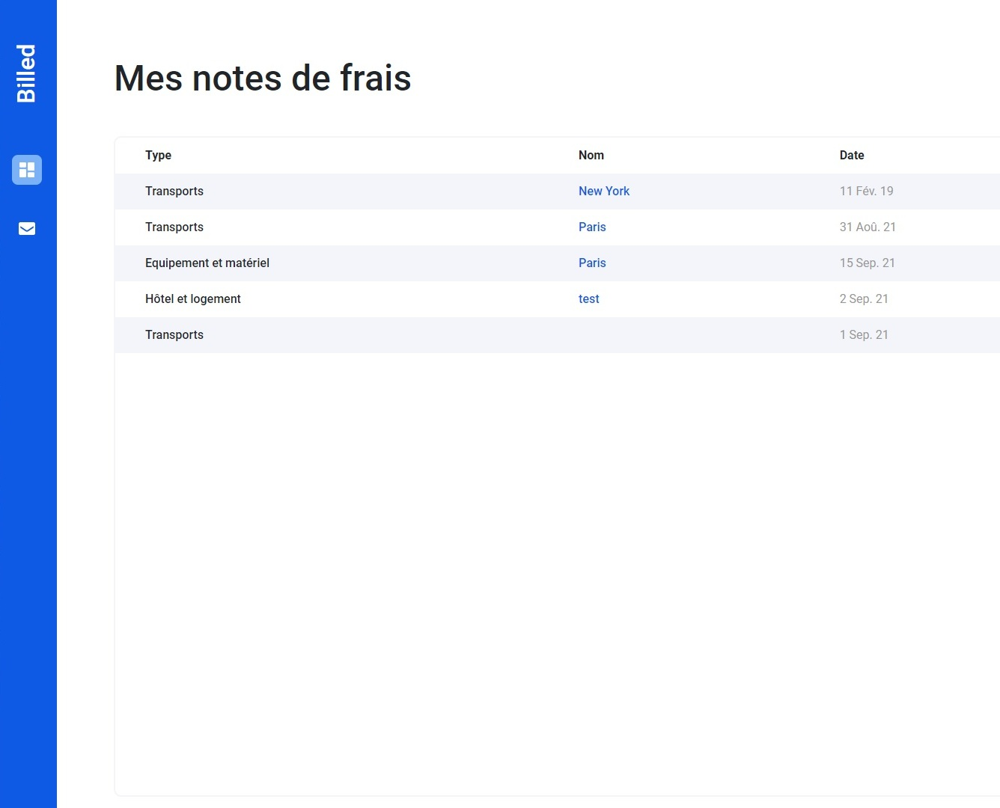 Billed
Mes notes de frais
Type Nom Date
Transports New York 11 Fév. 19
Transports Paris 31 Aoû. 21
Equipement et matériel Paris 15 Sep. 21
Hôtel et logement test 2 Sep. 21
Transports 1 Sep. 21